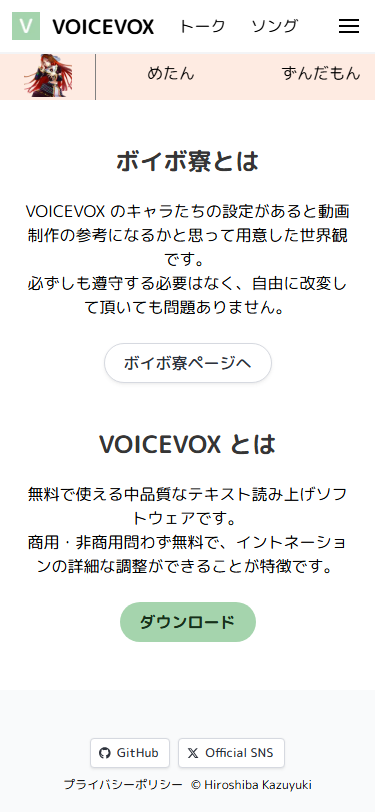 V VOICEVOX トーク ソング
めたん ずんだもん
ボイボ寮とは
VOICEVOX のキャラたちの設定があると動画
制作の参考になるかと思って用意した世界観
です。
必ずしも遵守する必要はなく、自由に改変し
て頂いても問題ありません。
ボイボ寮ページへ
VOICEVOX とは
無料で使える中品質なテキスト読み上げソフ
トウェアです。
商用・非商用問わず無料で、イントネーショ
ンの詳細な調整ができることが特徴です。
ダウンロード
GitHub Official SNS
プライバシーポリシー © Hiroshiba Kazuyuki